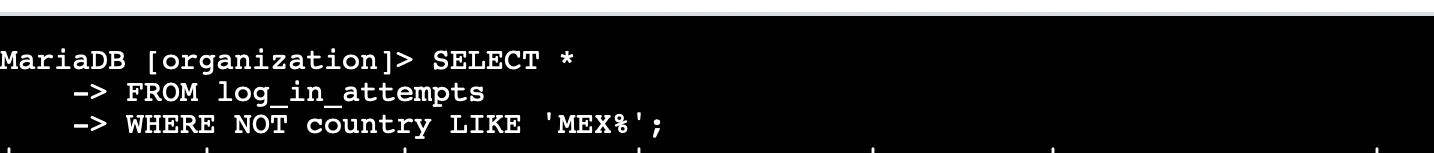 MariaDB [organization]> SELECT *
    -> FROM log_in_attempts
    -> WHERE NOT country LIKE 'MEX%';